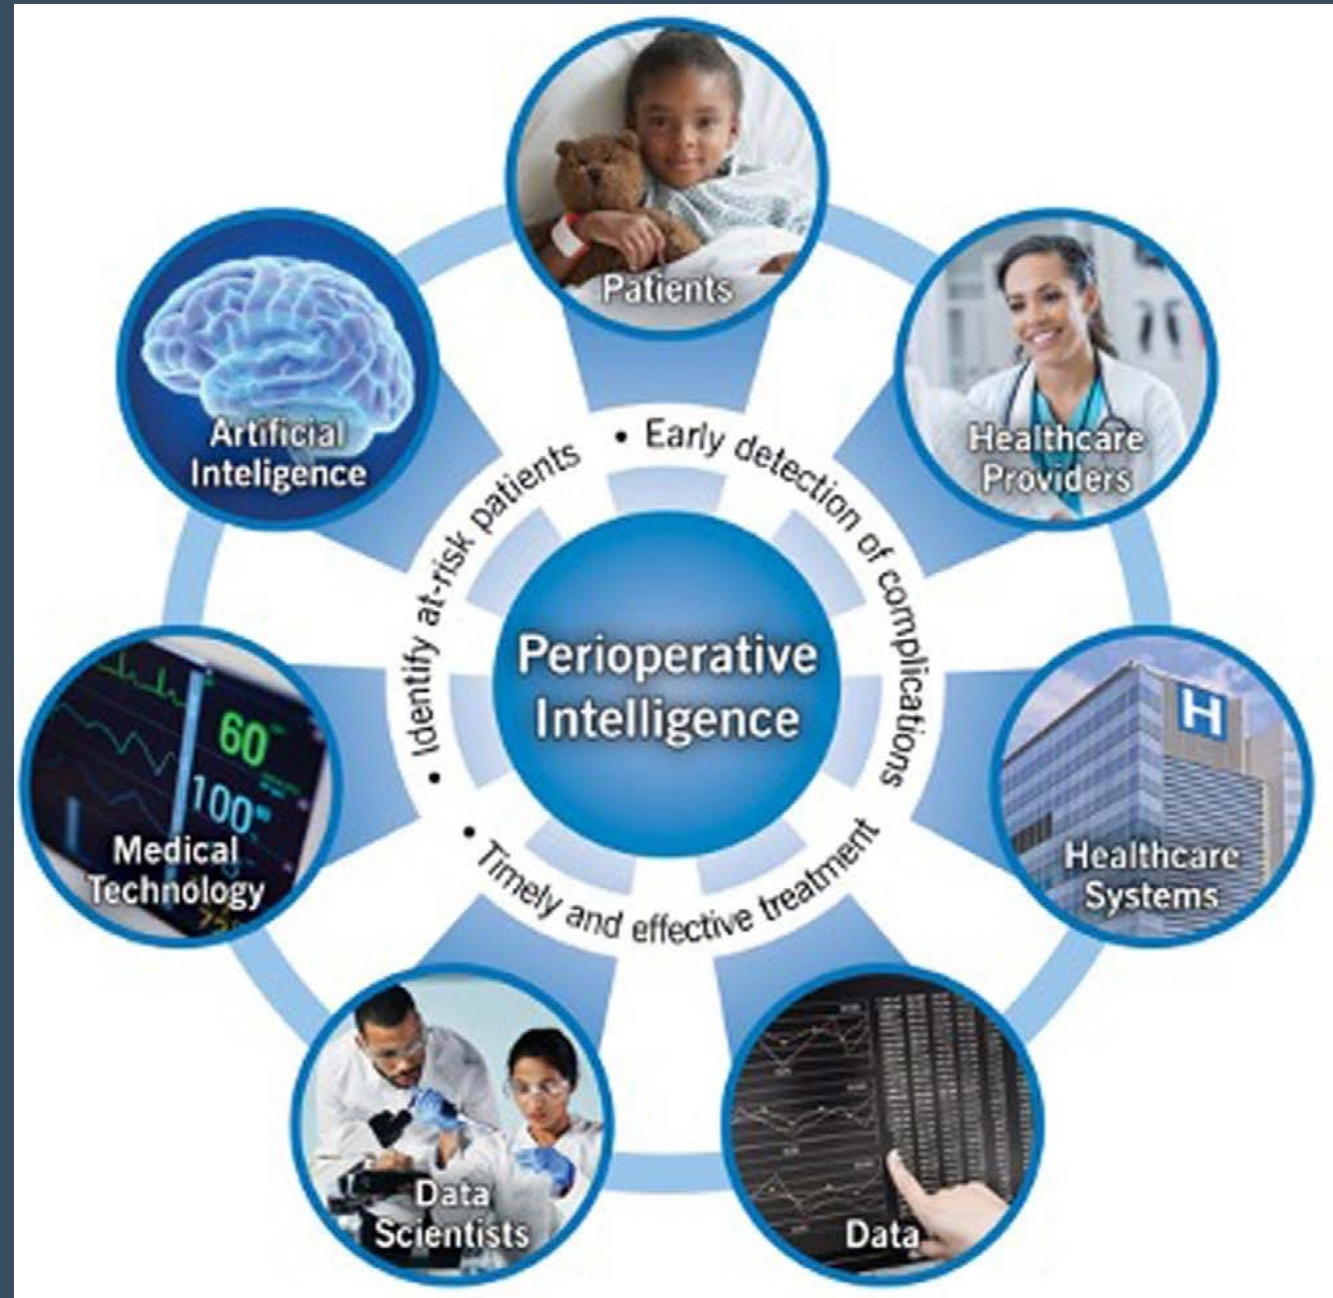 Patients
Healthcare
Providers
Healthcare
Systems
H
Data
Data
Scientists
Medical
Technology
60
100
Artificial
Inteligence
• Early detection of complications
• Timely and effective treatment
• Identify at-risk patients
Perioperative
Intelligence